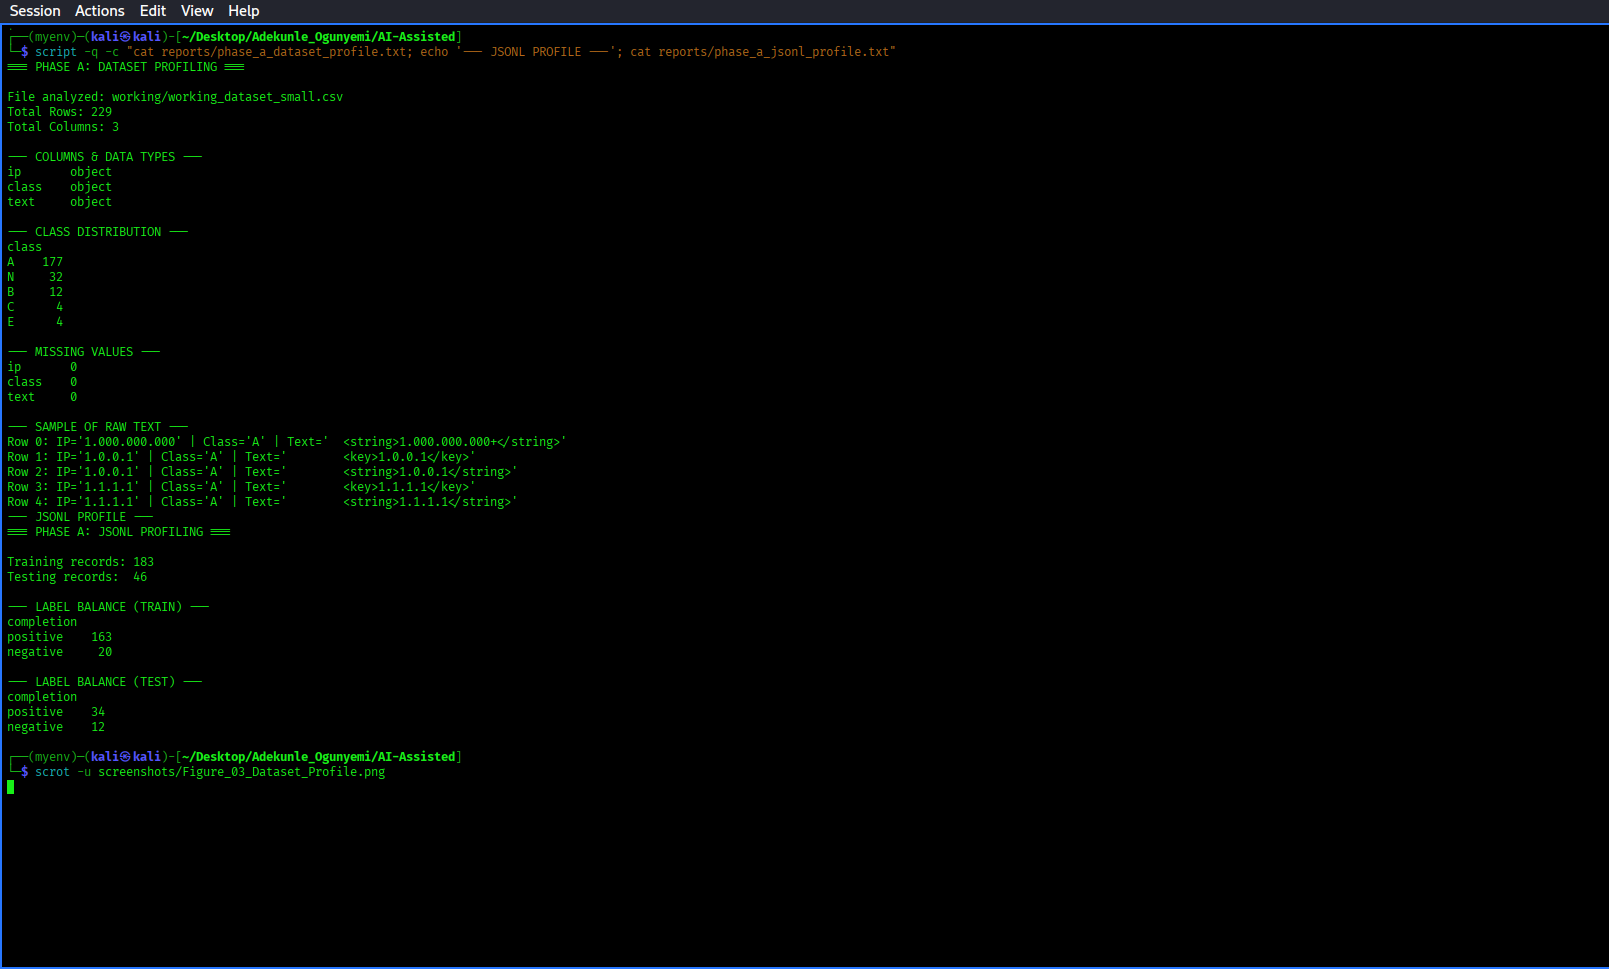 Session Actions Edit View Help
┌──(myenv)─(kali㉿kali)-[~/Desktop/Adekunle_Ogunyemi/AI-Assisted]
└─$ script -q -c "cat reports/phase_a_dataset_profile.txt; echo '--- JSONL PROFILE ---'; cat reports/phase_a_jsonl_profile.txt"
=== PHASE A: DATASET PROFILING ===
File analyzed: working/working_dataset_small.csv
Total Rows: 229
Total Columns: 3
--- COLUMNS & DATA TYPES ---
ip       object
class    object
text     object
--- CLASS DISTRIBUTION ---
class
A    177
N     32
B     12
C      4
E      4
--- MISSING VALUES ---
ip       0
class    0
text     0
--- SAMPLE OF RAW TEXT ---
Row 0: IP='1.000.000.000' | Class='A' | Text='  <string>1.000.000.000+</string>'
Row 1: IP='1.0.0.1' | Class='A' | Text='        <key>1.0.0.1</key>'
Row 2: IP='1.0.0.1' | Class='A' | Text='        <string>1.0.0.1</string>'
Row 3: IP='1.1.1.1' | Class='A' | Text='        <key>1.1.1.1</key>'
Row 4: IP='1.1.1.1' | Class='A' | Text='        <string>1.1.1.1</string>'
--- JSONL PROFILE ---
=== PHASE A: JSONL PROFILING ===
Training records: 183
Testing records:  46
--- LABEL BALANCE (TRAIN) ---
completion
positive    163
negative     20
--- LABEL BALANCE (TEST) ---
completion
positive    34
negative    12
┌──(myenv)─(kali㉿kali)-[~/Desktop/Adekunle_Ogunyemi/AI-Assisted]
└─$ scrot -u screenshots/Figure_03_Dataset_Profile.png